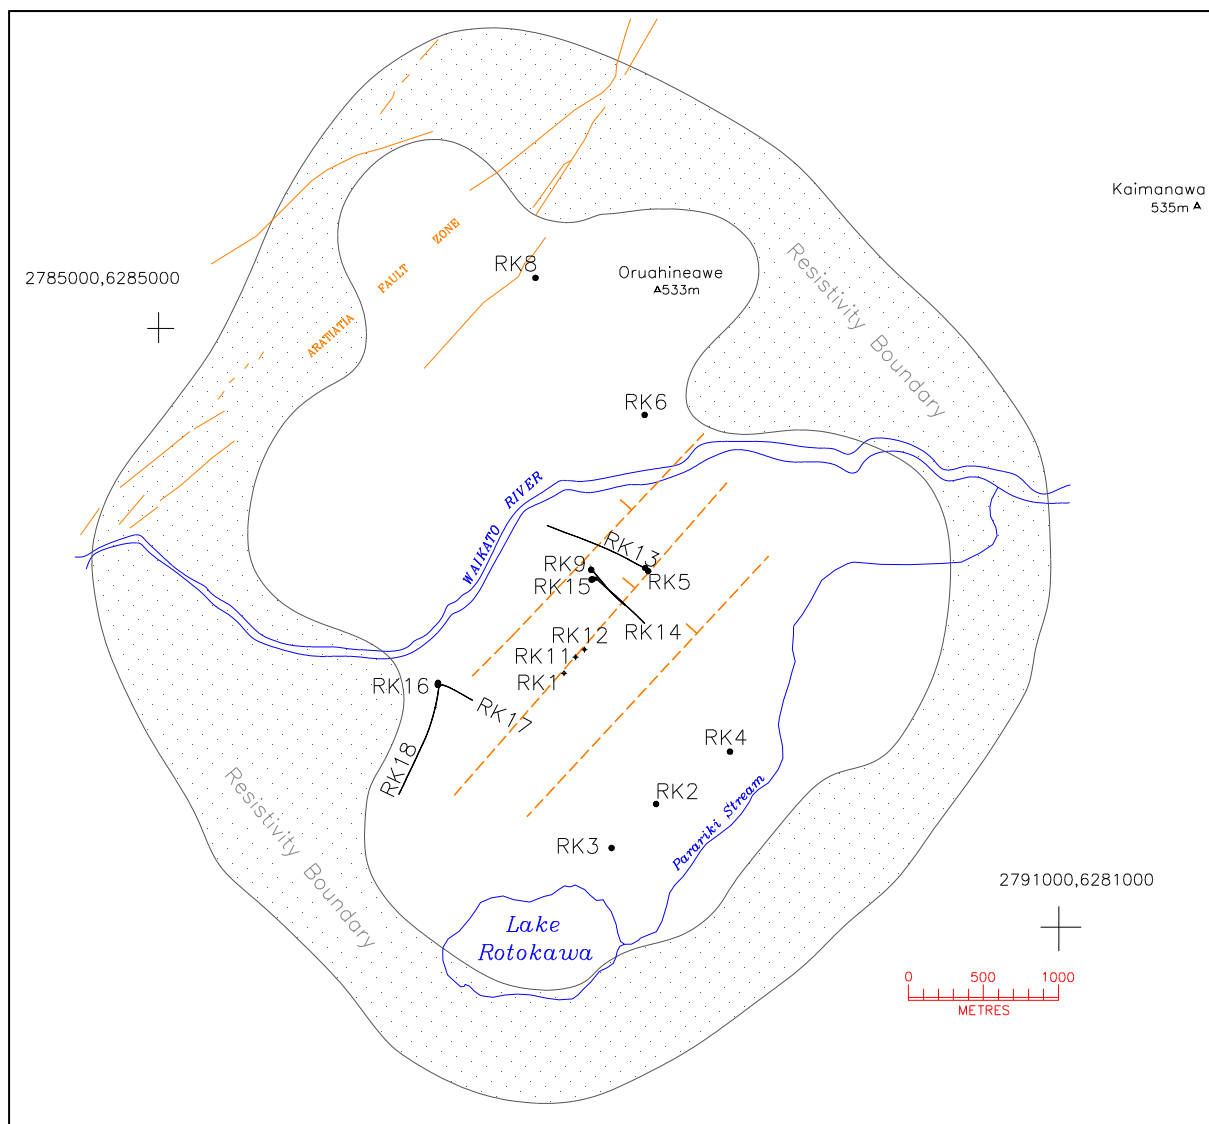 Kaimanawa
535m
ZONE
RK8
Oruahineawe
533m
FAULT
2785000,6285000
Resistivity Boundary
ARATIATIA
RK6
WAIKATO RIVER
RK13
RK9
RK5
RK15
RK14
RK12
RK11
RK1
RK16
RK17
RK18
RK4
Resistivity Boundary
RK2
Parariki Stream
RK3
2791000,6281000
Lake
Rotokawa
0 500 1000
METRES